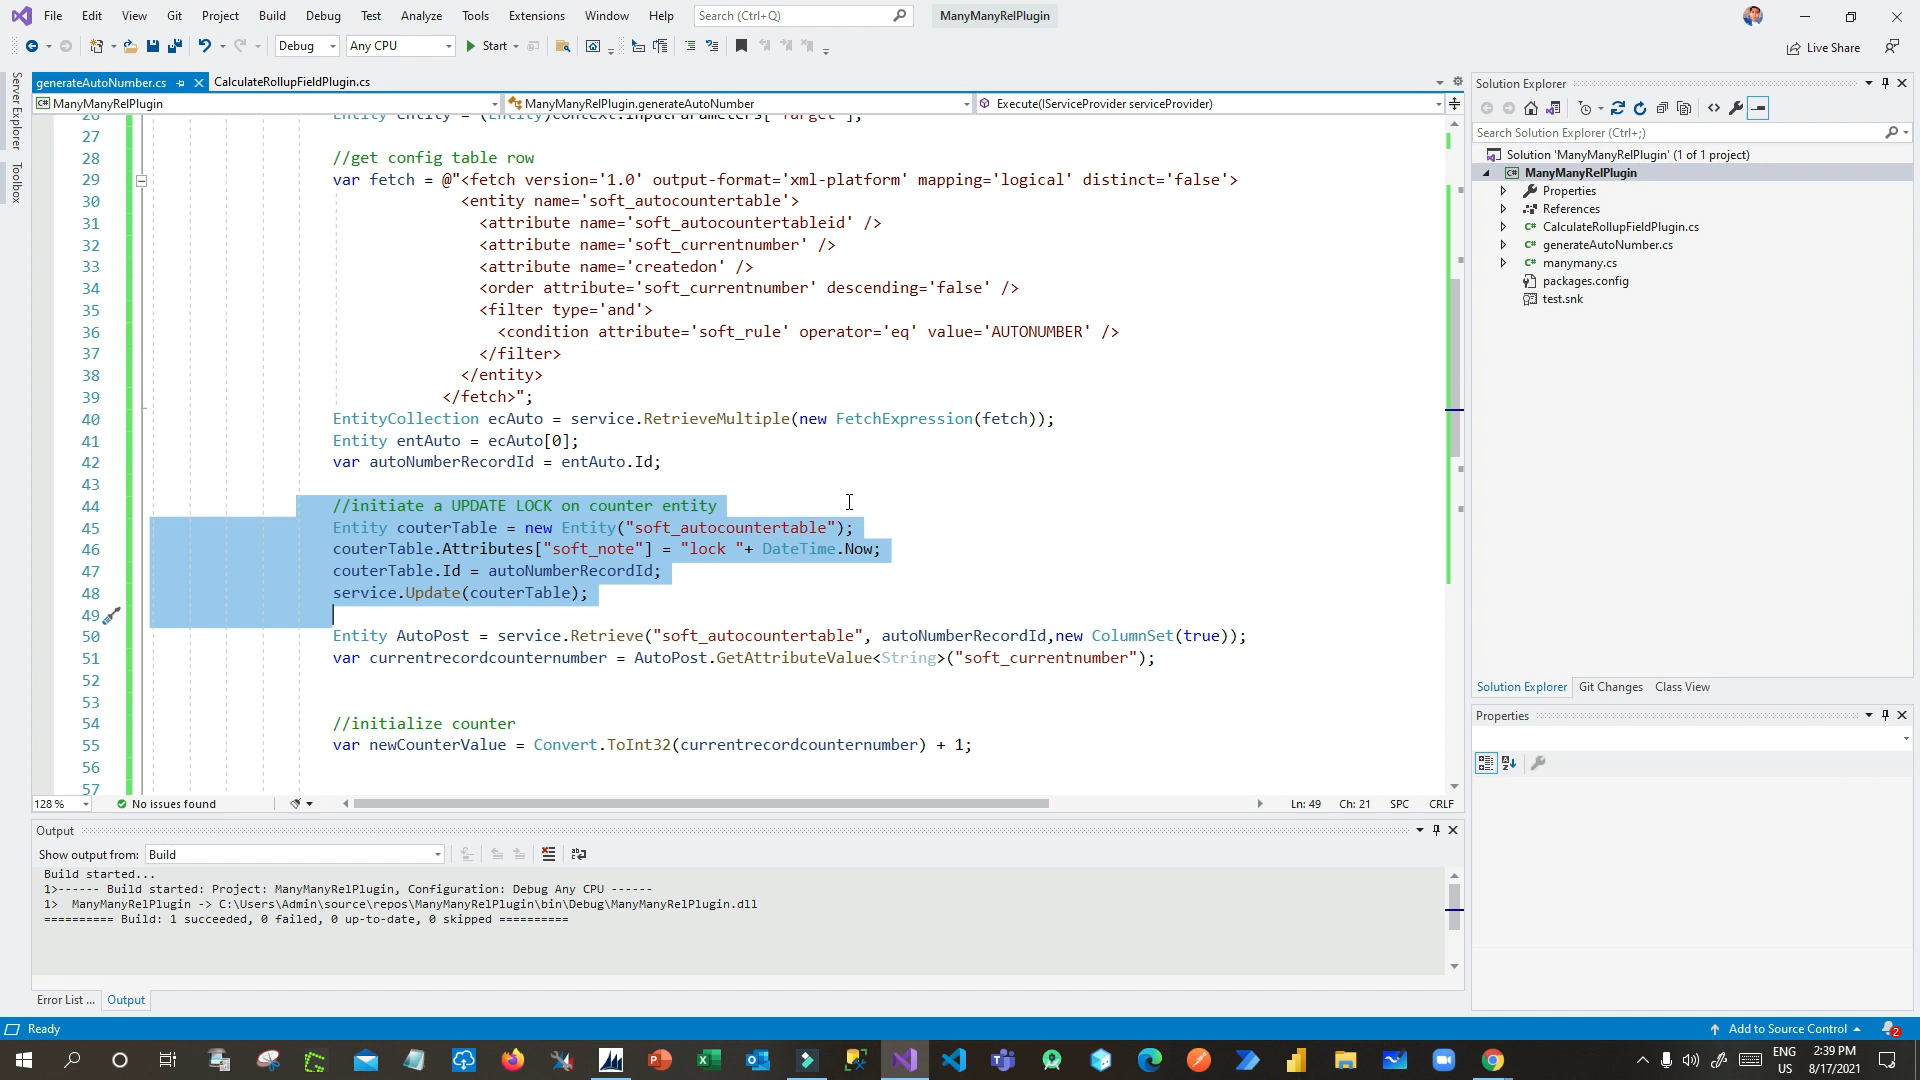 File Edit View Git Project Build Debug Test Analyze Tools Extensions Window Help Search (Ctrl+Q) ManyManyRelPlugin
Debug Any CPU Start Live Share
generateAutoNumber.cs CalculateRollupFieldPlugin.cs
ManyManyRelPlugin ManyManyRelPlugin.generateAutoNumber Execute(IServiceProvider serviceProvider)
26 Entity entity = (Entity)context.InputParameters["Target"];
27
28 //get config table row
29 var fetch = @"<fetch version='1.0' output-format='xml-platform' mapping='logical' distinct='false'>
30 <entity name='soft_autocountertable'>
31 <attribute name='soft_autocountertableid' />
32 <attribute name='soft_currentnumber' />
33 <attribute name='createdon' />
34 <order attribute='soft_currentnumber' descending='false' />
35 <filter type='and'>
36 <condition attribute='soft_rule' operator='eq' value='AUTONUMBER' />
37 </filter>
38 </entity>
39 </fetch>";
40 EntityCollection ecAuto = service.RetrieveMultiple(new FetchExpression(fetch));
41 Entity entAuto = ecAuto[0];
42 var autoNumberRecordId = entAuto.Id;
43
44 //initiate a UPDATE LOCK on counter entity
45 Entity couterTable = new Entity("soft_autocountertable");
46 couterTable.Attributes["soft_note"] = "lock "+ DateTime.Now;
47 couterTable.Id = autoNumberRecordId;
48 service.Update(couterTable);
49
50 Entity AutoPost = service.Retrieve("soft_autocountertable", autoNumberRecordId,new ColumnSet(true));
51 var currentrecordcounternumber = AutoPost.GetAttributeValue<String>("soft_currentnumber");
52
53
54 //initialize counter
55 var newCounterValue = Convert.ToInt32(currentrecordcounternumber) + 1;
56
57
128 % No issues found Ln: 49 Ch: 21 SPC CRLF
Output
Show output from: Build
Build started...
1>------ Build started: Project: ManyManyRelPlugin, Configuration: Debug Any CPU ------
1> ManyManyRelPlugin -> C:\Users\Admin\source\repos\ManyManyRelPlugin\bin\Debug\ManyManyRelPlugin.dll
========== Build: 1 succeeded, 0 failed, 0 up-to-date, 0 skipped ==========
Error List ... Output
Server Explorer
Toolbox
Solution Explorer
Search Solution Explorer (Ctrl+;)
Solution 'ManyManyRelPlugin' (1 of 1 project)
ManyManyRelPlugin
Properties
References
CalculateRollupFieldPlugin.cs
generateAutoNumber.cs
manymany.cs
packages.config
test.snk
Solution Explorer Git Changes Class View
Properties
Ready Add to Source Control 2
ENG
US
2:39 PM
8/17/2021